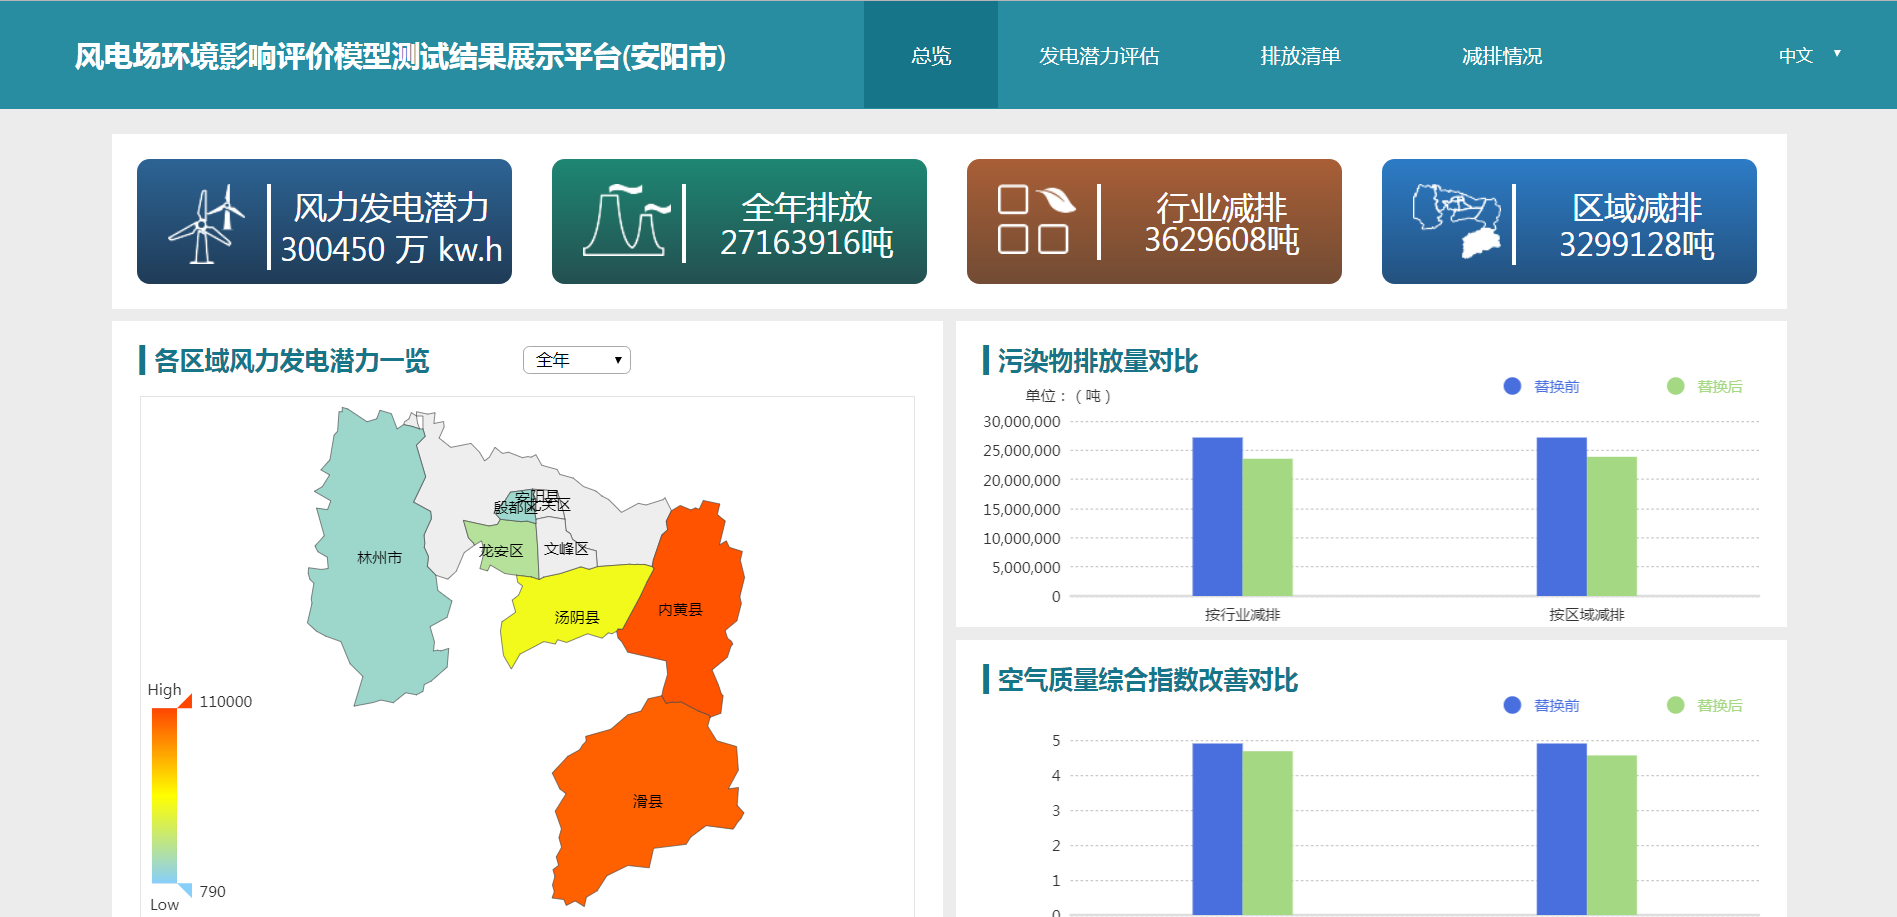 风电场环境影响评价模型测试结果展示平台(安阳市)
总览
发电潜力评估
排放清单
减排情况
中文
风力发电潜力
300450 万 kw.h
全年排放
27163916吨
行业减排
3629608吨
区域减排
3299128吨
各区域风力发电潜力一览
全年
安阳县
殷都区
北关区
龙安区
文峰区
林州市
汤阴县
内黄县
滑县
High
110000
790
Low
污染物排放量对比
单位：（ 吨 ）
替换前
替换后
30,000,000
25,000,000
20,000,000
15,000,000
10,000,000
5,000,000
0
按行业减排
按区域减排
空气质量综合指数改善对比
替换前
替换后
5
4
3
2
1
0